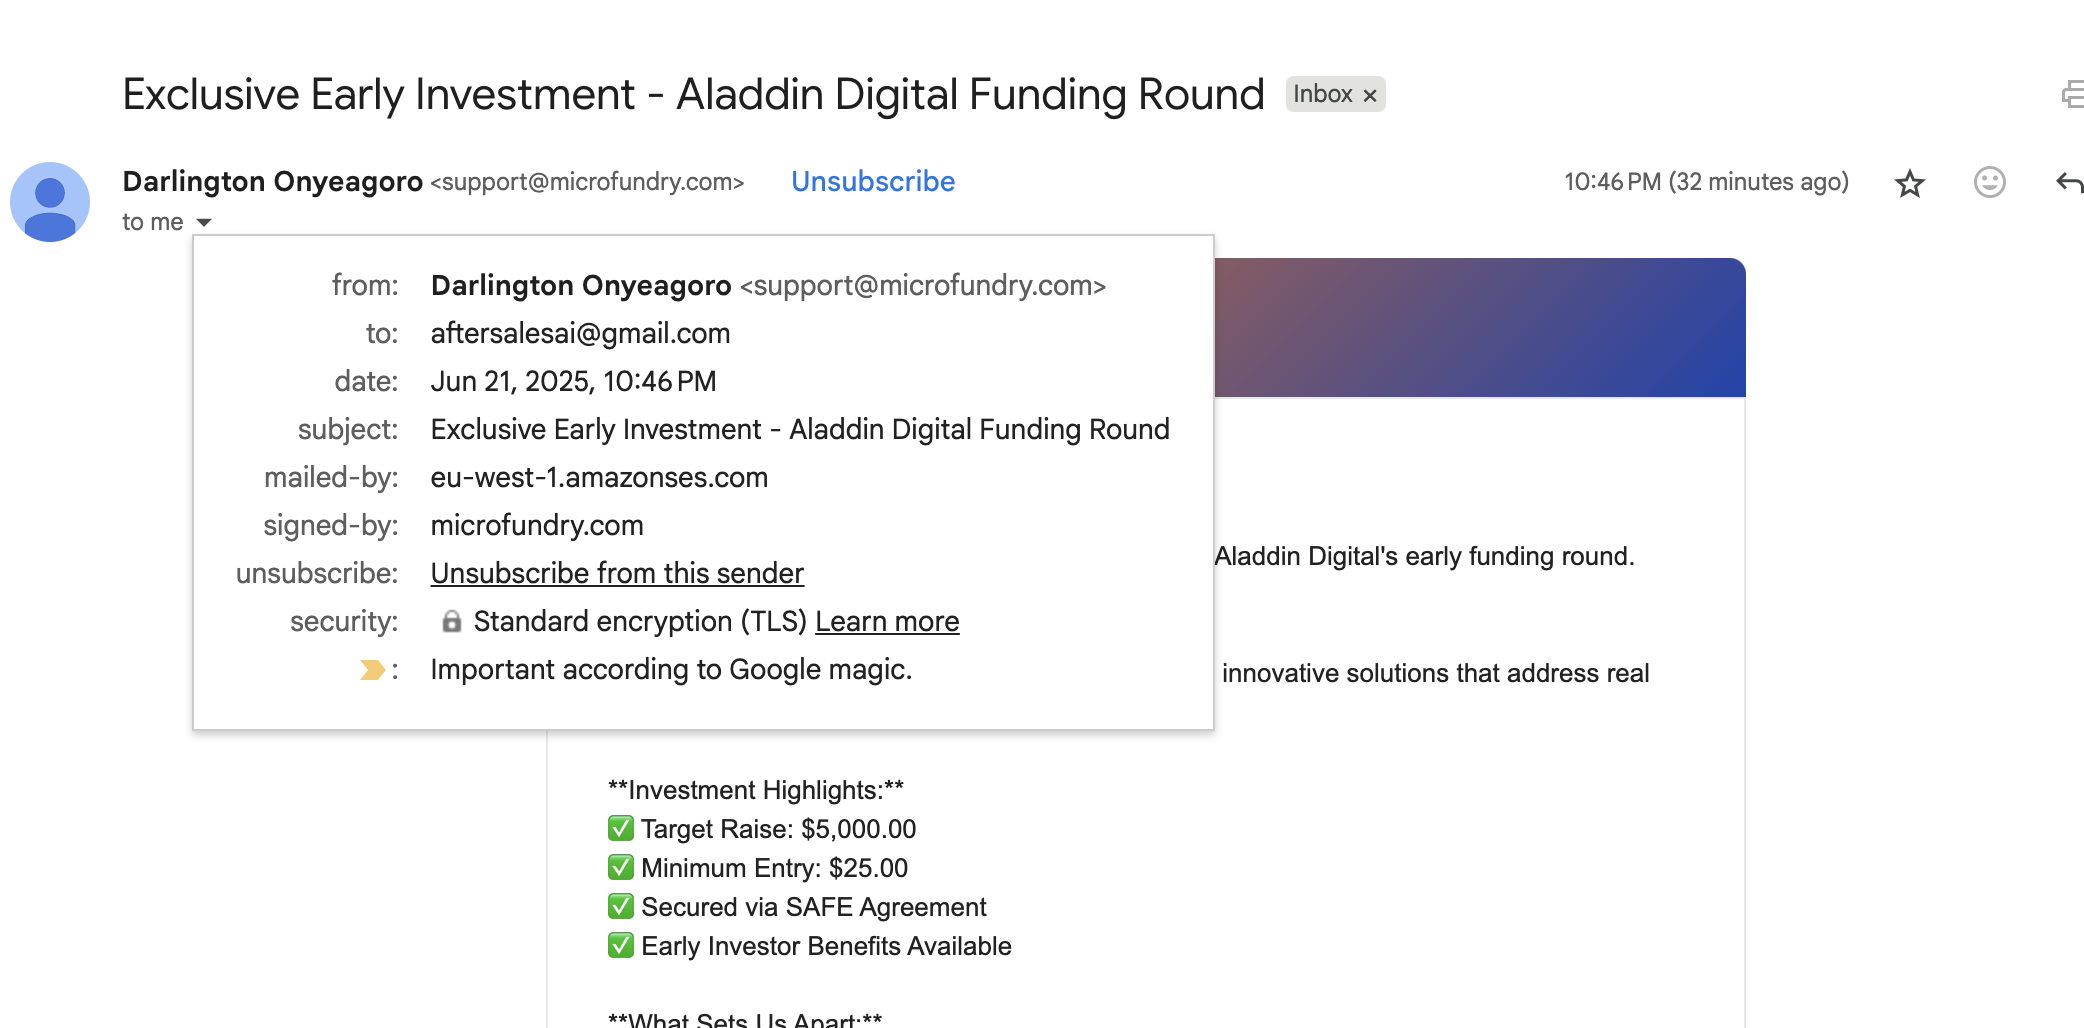 Exclusive Early Investment - Aladdin Digital Funding Round Inbox ×
Darlington Onyeagoro <support@microfundry.com> Unsubscribe 10:46 PM (32 minutes ago)
to me
from: Darlington Onyeagoro <support@microfundry.com>
to: aftersalesai@gmail.com
date: Jun 21, 2025, 10:46 PM
subject: Exclusive Early Investment - Aladdin Digital Funding Round
mailed-by: eu-west-1.amazonses.com
signed-by: microfundry.com
unsubscribe: Unsubscribe from this sender
security: Standard encryption (TLS) Learn more
: Important according to Google magic.
Aladdin Digital's early funding round.
innovative solutions that address real
**Investment Highlights:**
✅ Target Raise: $5,000.00
✅ Minimum Entry: $25.00
✅ Secured via SAFE Agreement
✅ Early Investor Benefits Available
**What Sets Us Apart:**